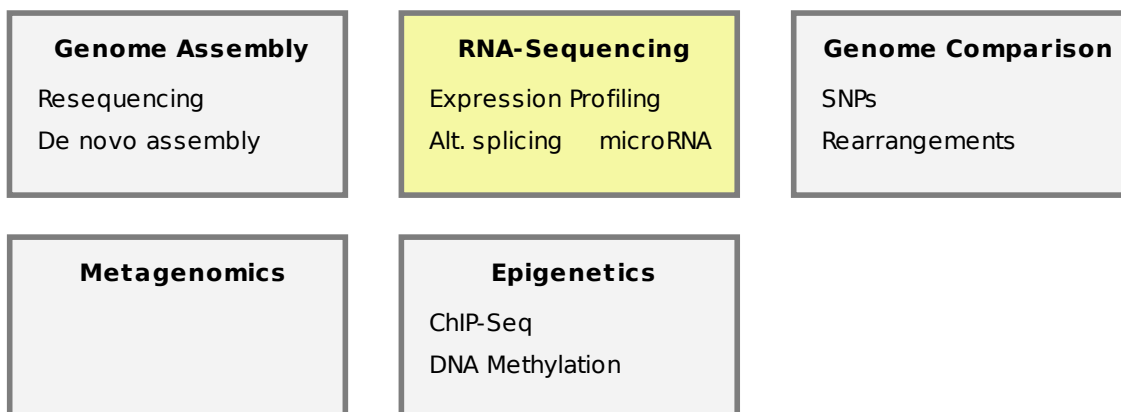 Genome Assembly
Resequencing
De novo assembly
RNA-Sequencing
Expression Profiling
Alt. splicing microRNA
Genome Comparison
SNPs
Rearrangements
Metagenomics
Epigenetics
ChIP-Seq
DNA Methylation